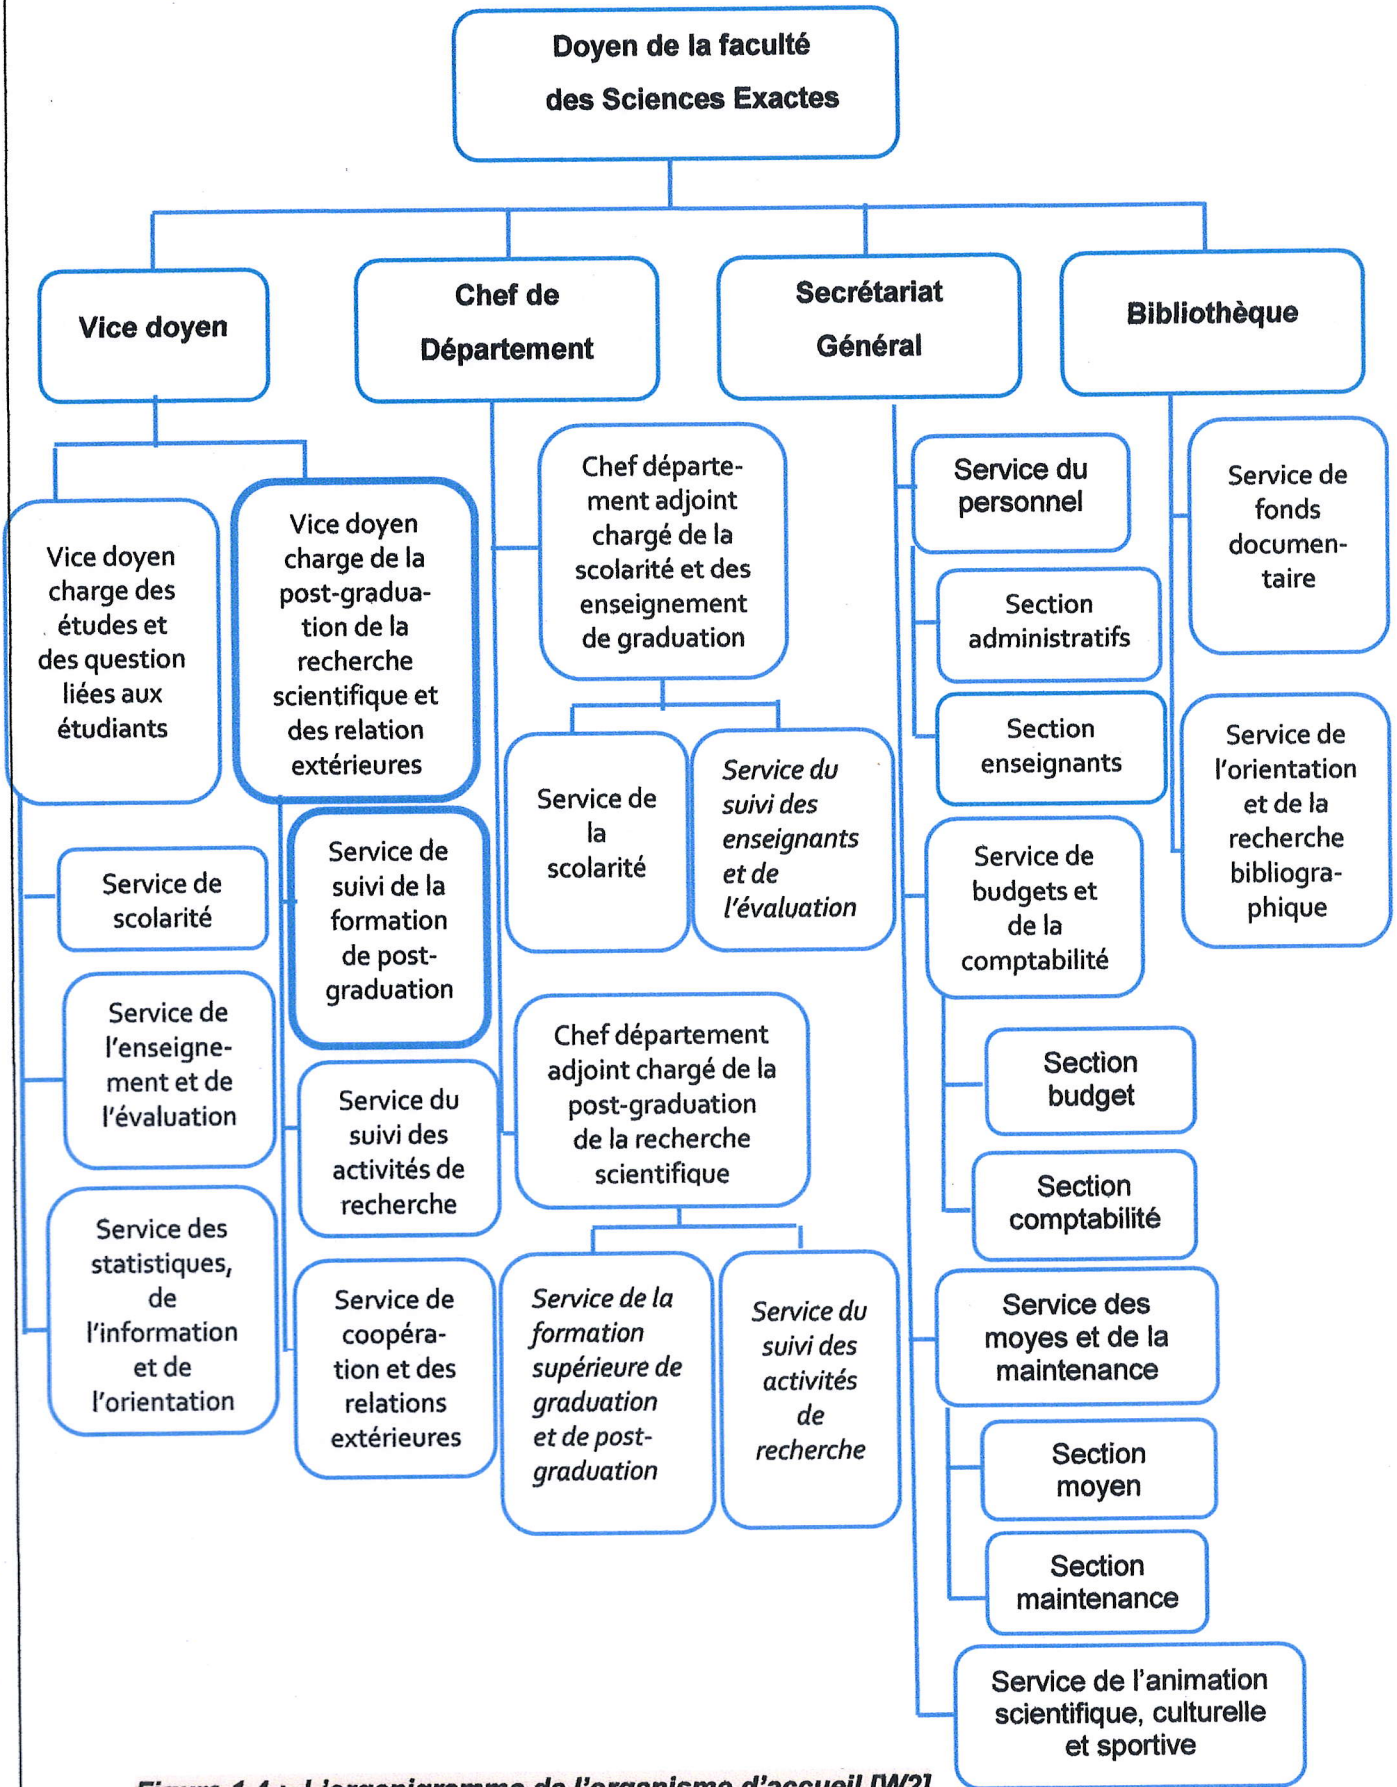 Doyen de la faculté
des Sciences Exactes
Vice doyen
Chef de
Département
Secrétariat
Général
Bibliothèque
Vice doyen
charge des
études et
des question
liées aux
étudiants
Service de
scolarité
Service de
l'enseigne-
ment et de
l'évaluation
Service des
statistiques,
de
l'information
et de
l'orientation
Vice doyen
charge de la
post-gradua-
tion de la
recherche
scientifique et
des relation
extérieures
Service de
suivi de la
formation
de post-
graduation
Service du
suivi des
activités de
recherche
Service de
coopéra-
tion et des
relations
extérieures
Chef départe-
ment adjoint
chargé de la
scolarité et des
enseignement
de graduation
Service de
la
scolarité
Service du
suivi des
enseignants
et de
l'évaluation
Chef département
adjoint chargé de la
post-graduation
de la recherche
scientifique
Service de la
formation
supérieure de
graduation
et de post-
graduation
Service du
suivi des
activités
de
recherche
Service du
personnel
Section
administratifs
Section
enseignants
Service de
budgets et
de la
comptabilité
Section
budget
Section
comptabilité
Service des
moyes et de la
maintenance
Section
moyen
Section
maintenance
Service de l'animation
scientifique, culturelle
et sportive
Service de
fonds
documen-
taire
Service de
l'orientation
et de la
recherche
bibliogra-
phique
Figure 1.4 : L'organigramme de l'organisme d'accueil [W2]